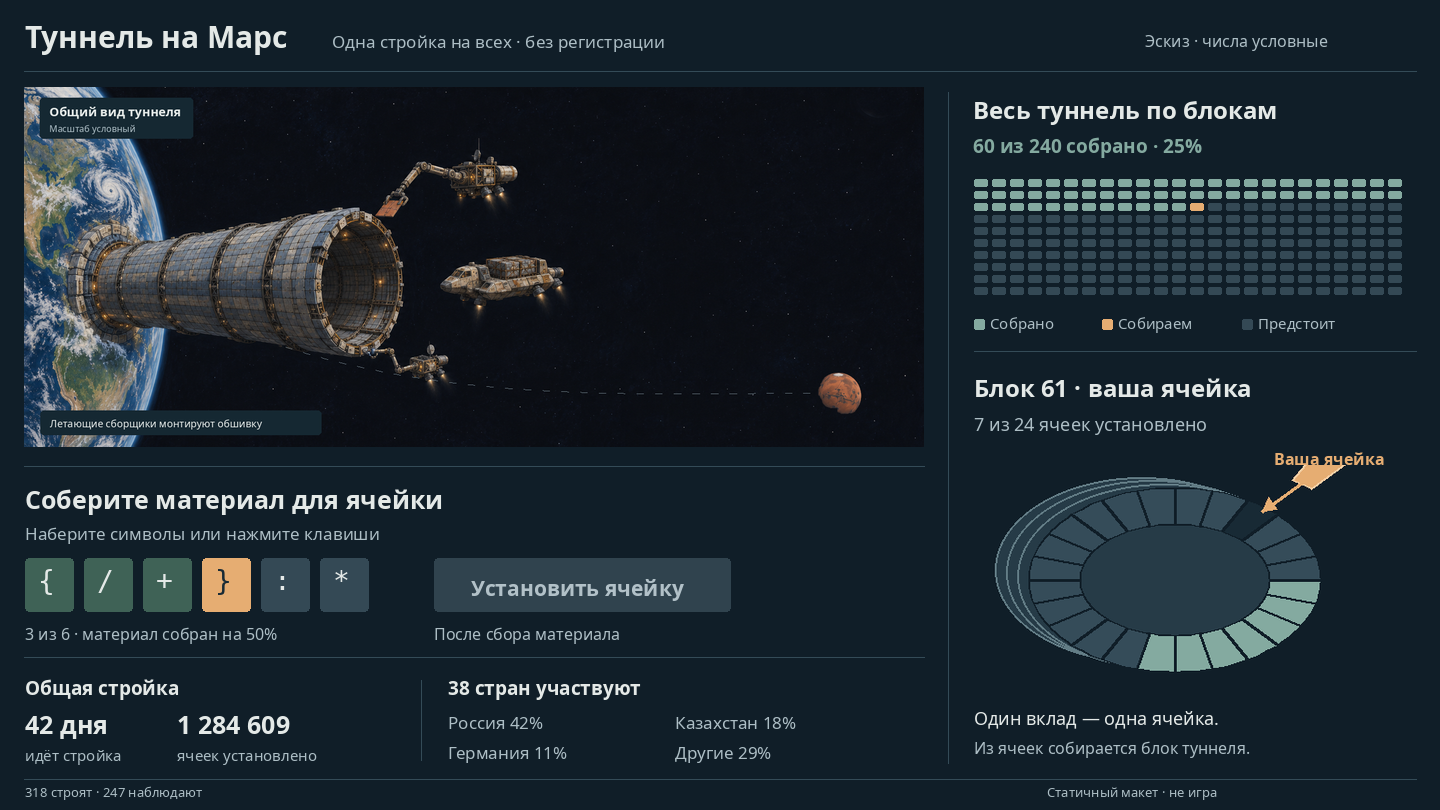 Туннель на Марс
Одна стройка на всех · без регистрации
Эскиз · числа условные
Общий вид туннеля
Масштаб условный
Летающие сборщики монтируют обшивку
Весь туннель по блокам
60 из 240 собрано · 25%
Собрано
Собираем
Предстоит
Блок 61 · ваша ячейка
7 из 24 ячеек установлено
Ваша ячейка
Один вклад — одна ячейка.
Из ячеек собирается блок туннеля.
Соберите материал для ячейки
Наберите символы или нажмите клавиши
{ / + } : *
Установить ячейку
3 из 6 · материал собран на 50%
После сбора материала
Общая стройка
42 дня
1 284 609
идёт стройка
ячеек установлено
38 стран участвуют
Россия 42%
Казахстан 18%
Германия 11%
Другие 29%
318 строят · 247 наблюдают
Статичный макет · не игра